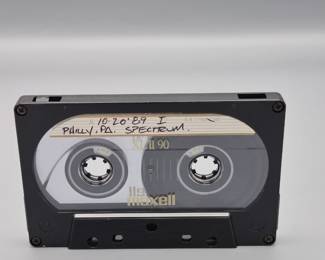 10-20'89 I
PHILLY, PA. SPECTRUM.
XLII 90
maxell